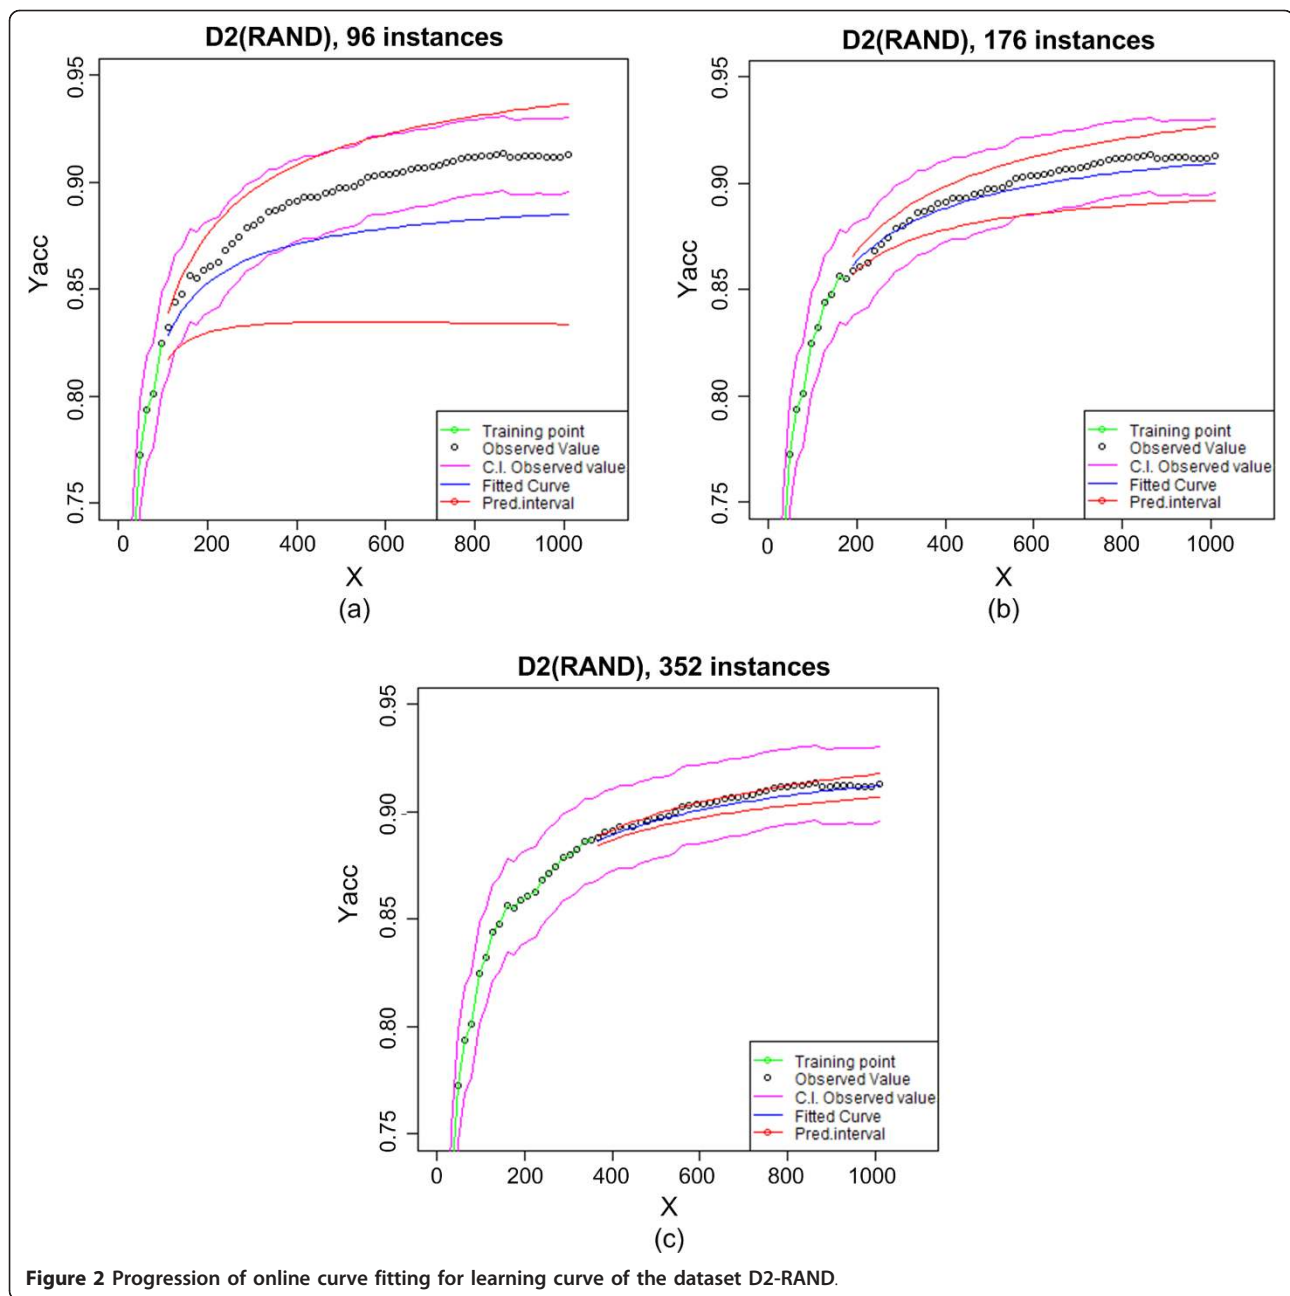 D2(RAND), 96 instances
0.95
0.90
0.85
0.80
0.75
Yacc
Training point
Observed Value
C.I. Observed value
Fitted Curve
Pred.interval
0 200 400 600 800 1000
X
(a)
D2(RAND), 176 instances
0.95
0.90
0.85
0.80
0.75
Yacc
Training point
Observed Value
C.I. Observed value
Fitted Curve
Pred.interval
0 200 400 600 800 1000
X
(b)
D2(RAND), 352 instances
0.95
0.90
0.85
0.80
0.75
Yacc
Training point
Observed Value
C.I. Observed value
Fitted Curve
Pred.interval
0 200 400 600 800 1000
X
(c)
Figure 2 Progression of online curve fitting for learning curve of the dataset D2-RAND.